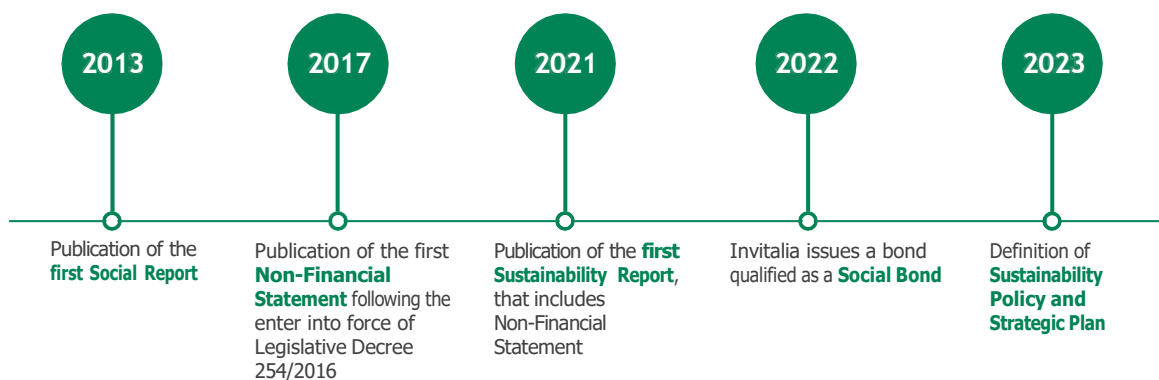 2013
2017
2021
2022
2023
Publication of the
first Social Report
Publication of the first
Non-Financial
Statement following the
enter into force of
Legislative Decree
254/2016
Publication of the first
Sustainability Report,
that includes
Non-Financial
Statement
Invitalia issues a bond
qualified as a Social Bond
Definition of
Sustainability
Policy and
Strategic Plan